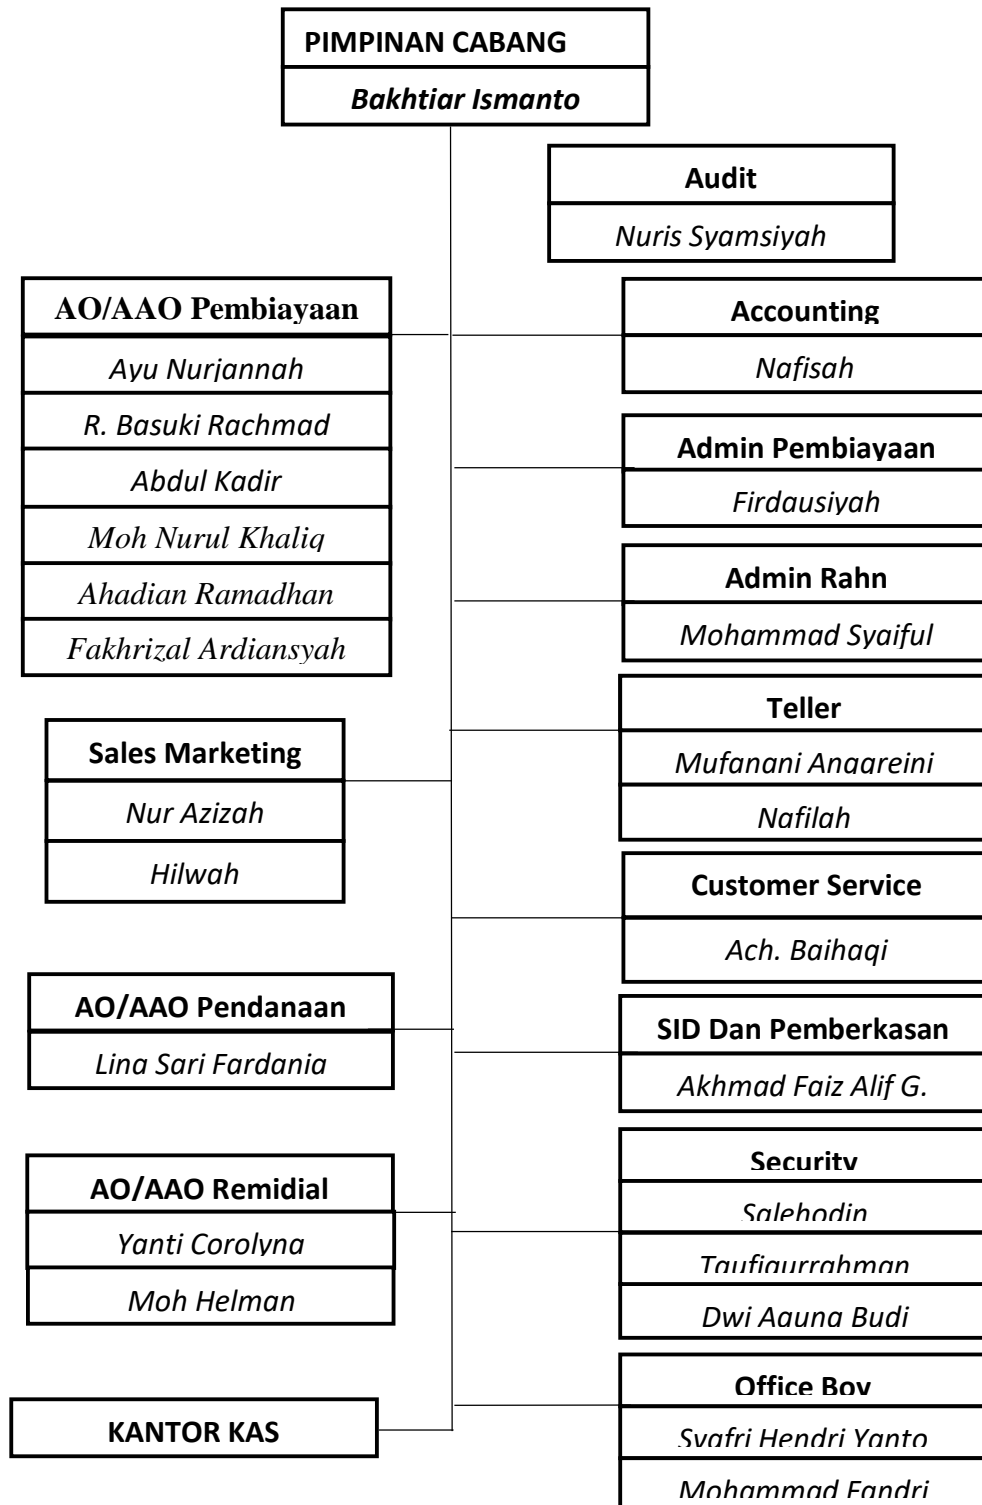 PIMPINAN CABANG
Bakhtiar Ismanto
Audit
Nuris Syamsiyah
AO/AAO Pembiayaan
Ayu Nurjannah
R. Basuki Rachmad
Abdul Kadir
Moh Nurul Khaliq
Ahadian Ramadhan
Fakhrizal Ardiansyah
Sales Marketing
Nur Azizah
Hilwah
AO/AAO Pendanaan
Lina Sari Fardania
AO/AAO Remidial
Yanti Corolyna
Moh Helman
KANTOR KAS
Accounting
Nafisah
Admin Pembiayaan
Firdausiyah
Admin Rahn
Mohammad Syaiful
Teller
Mufanani Anggreini
Nafilah
Customer Service
Ach. Baihaqi
SID Dan Pemberkasan
Akhmad Faiz Alif G.
Security
Salehodin
Taufiqurrahman
Dwi Agung Budi
Office Boy
Syafri Hendri Yanto
Mohammad Fandri